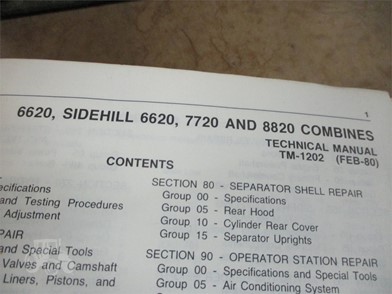 1
6620, SIDEHILL 6620, 7720 AND 8820 COMBINES
TECHNICAL MANUAL
TM-1202 (FEB-80)
CONTENTS
ecifications
and Testing Procedures
Adjustment
PAIR
and Special Tools
Valves and Camshaft
Liners, Pistons, and
SECTION 80 - SEPARATOR SHELL REPAIR
Group 00 - Specifications
Group 05 - Rear Hood
Group 10 - Cylinder Rear Cover
Group 15 - Separator Uprights
SECTION 90 - OPERATOR STATION REPAIR
Group 00 - Specifications and Special Tools
Group 05 - Air Conditioning System